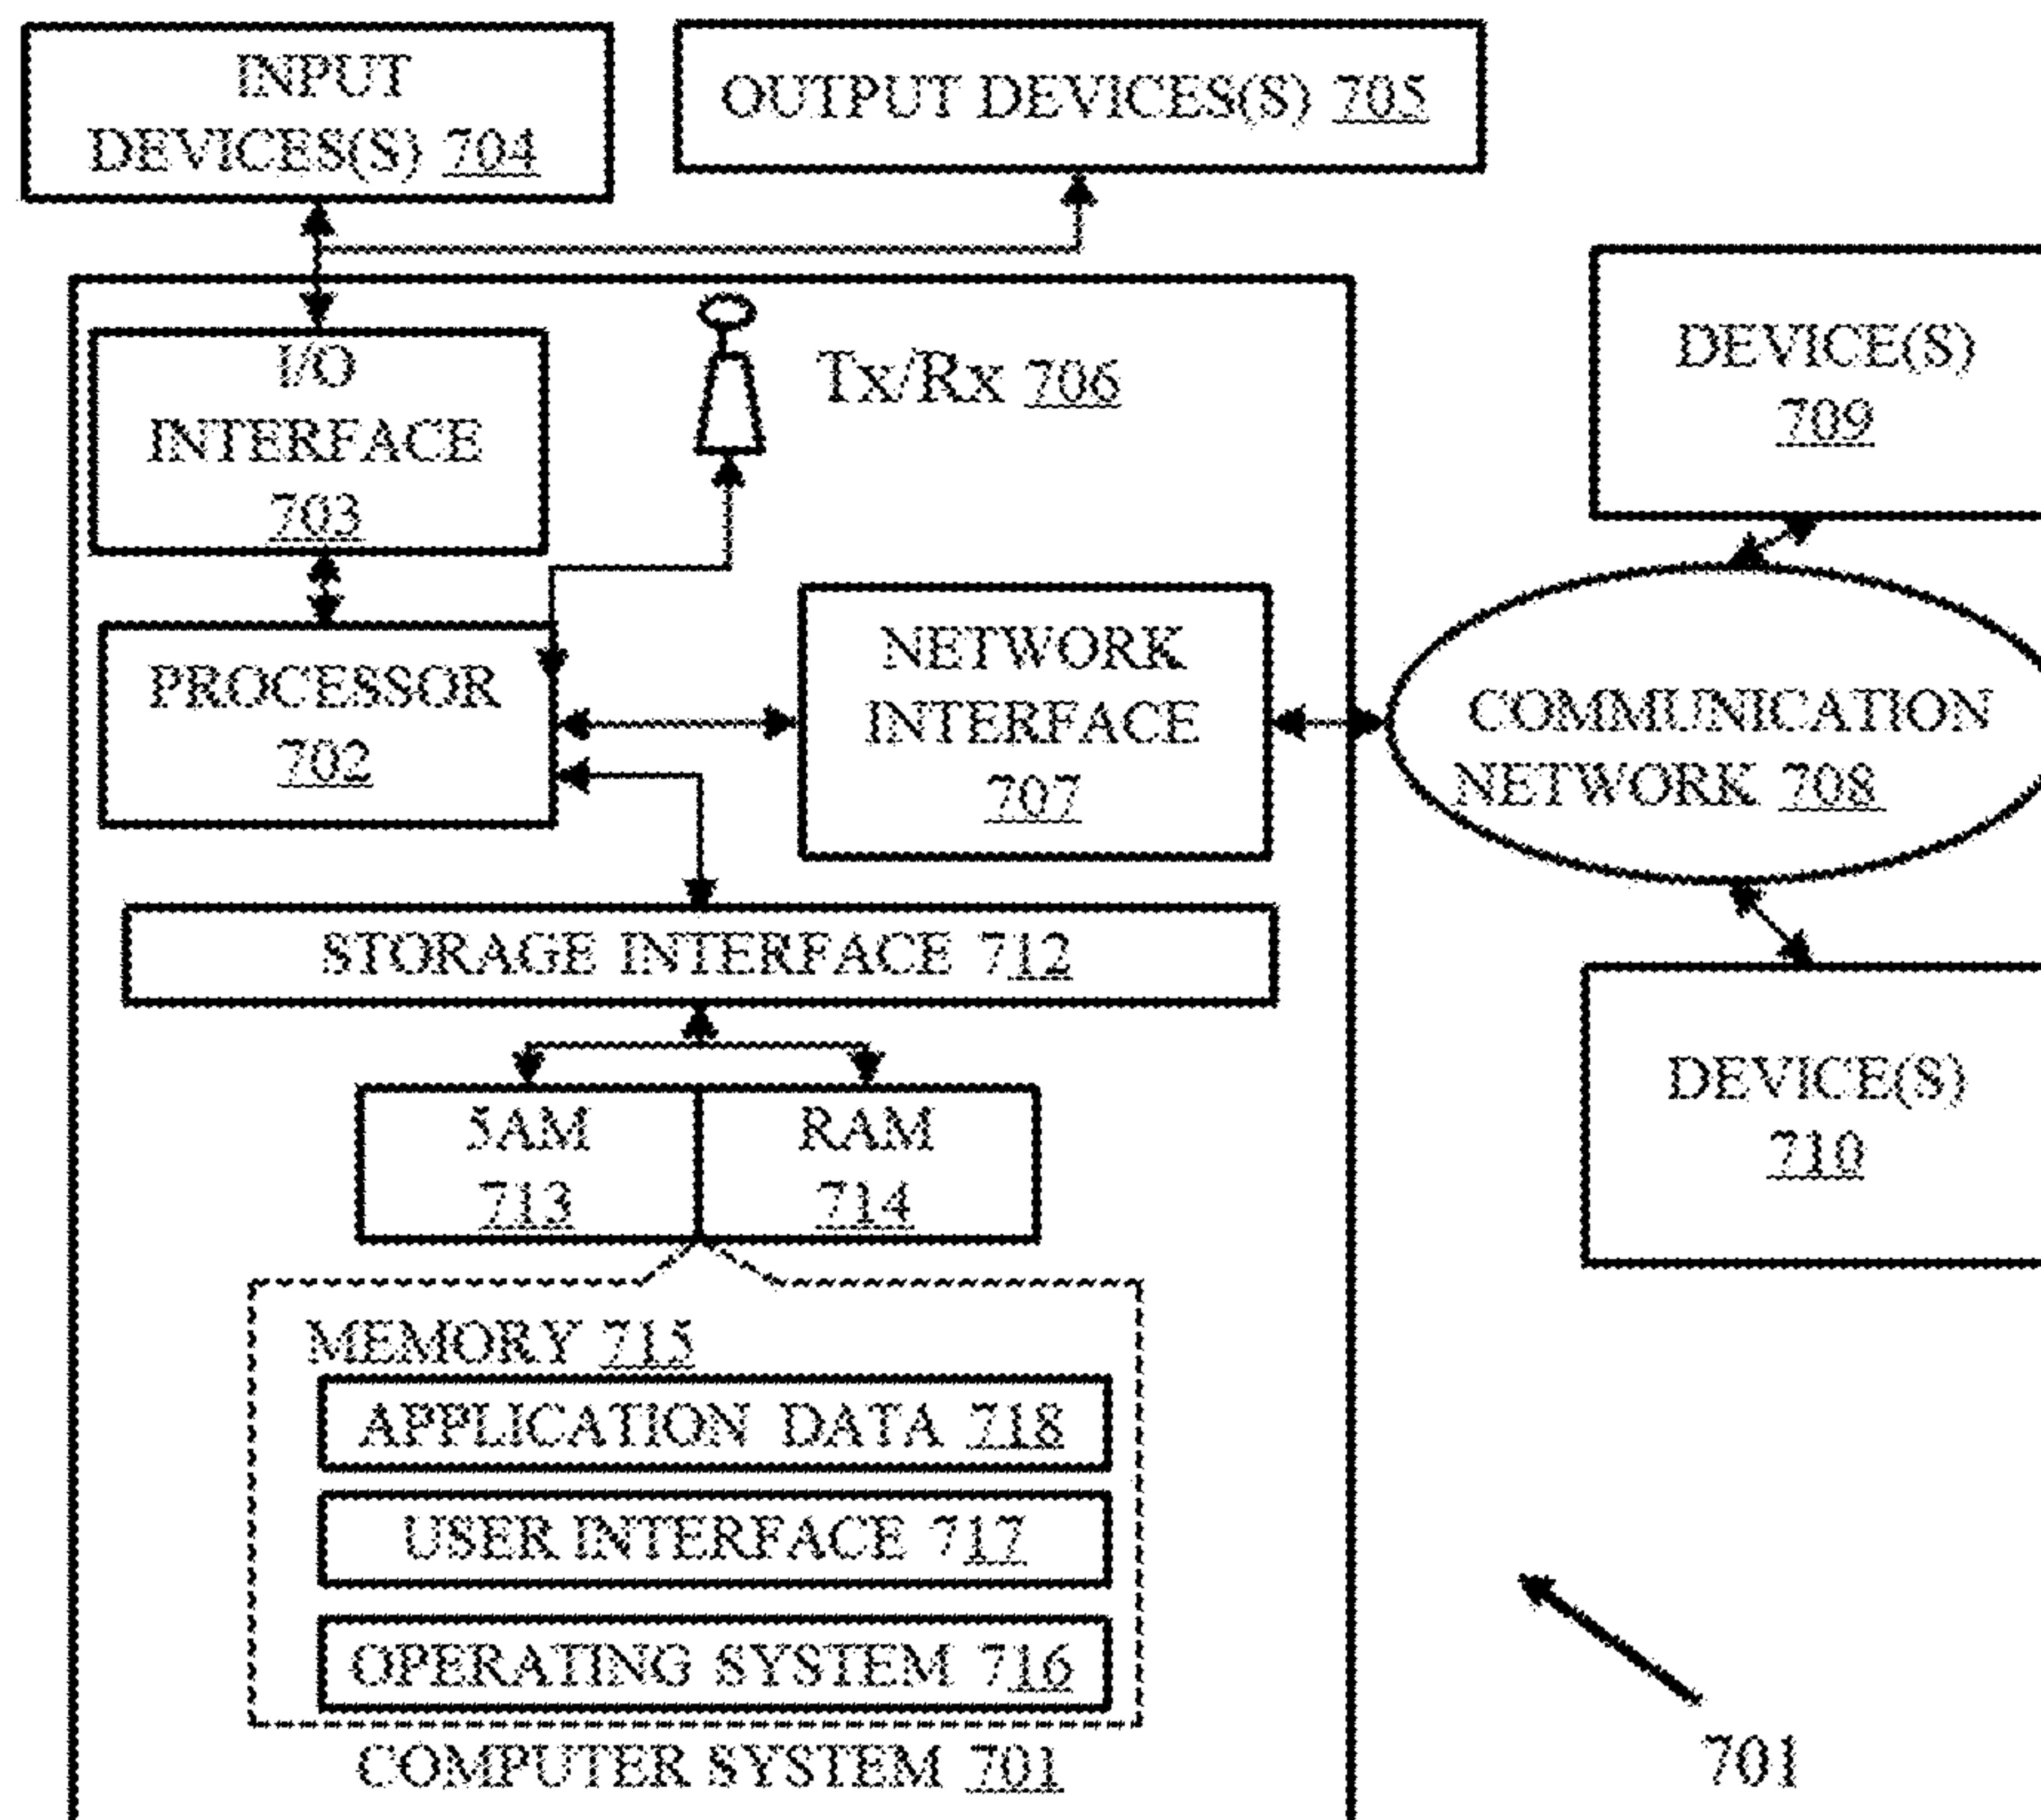 INPUT
DEVICES(S) 704
OUTPUT DEVICES(S) 705
I/O
INTERFACE
703
Tx/Rx 706
DEVICE(S)
709
PROCESSOR
702
NETWORK
INTERFACE
707
COMMUNICATION
NETWORK 708
STORAGE INTERFACE 712
5AM
713
RAM
714
DEVICE(S)
710
MEMORY 715
APPLICATION DATA 718
USER INTERFACE 717
OPERATING SYSTEM 716
COMPUTER SYSTEM 701
701